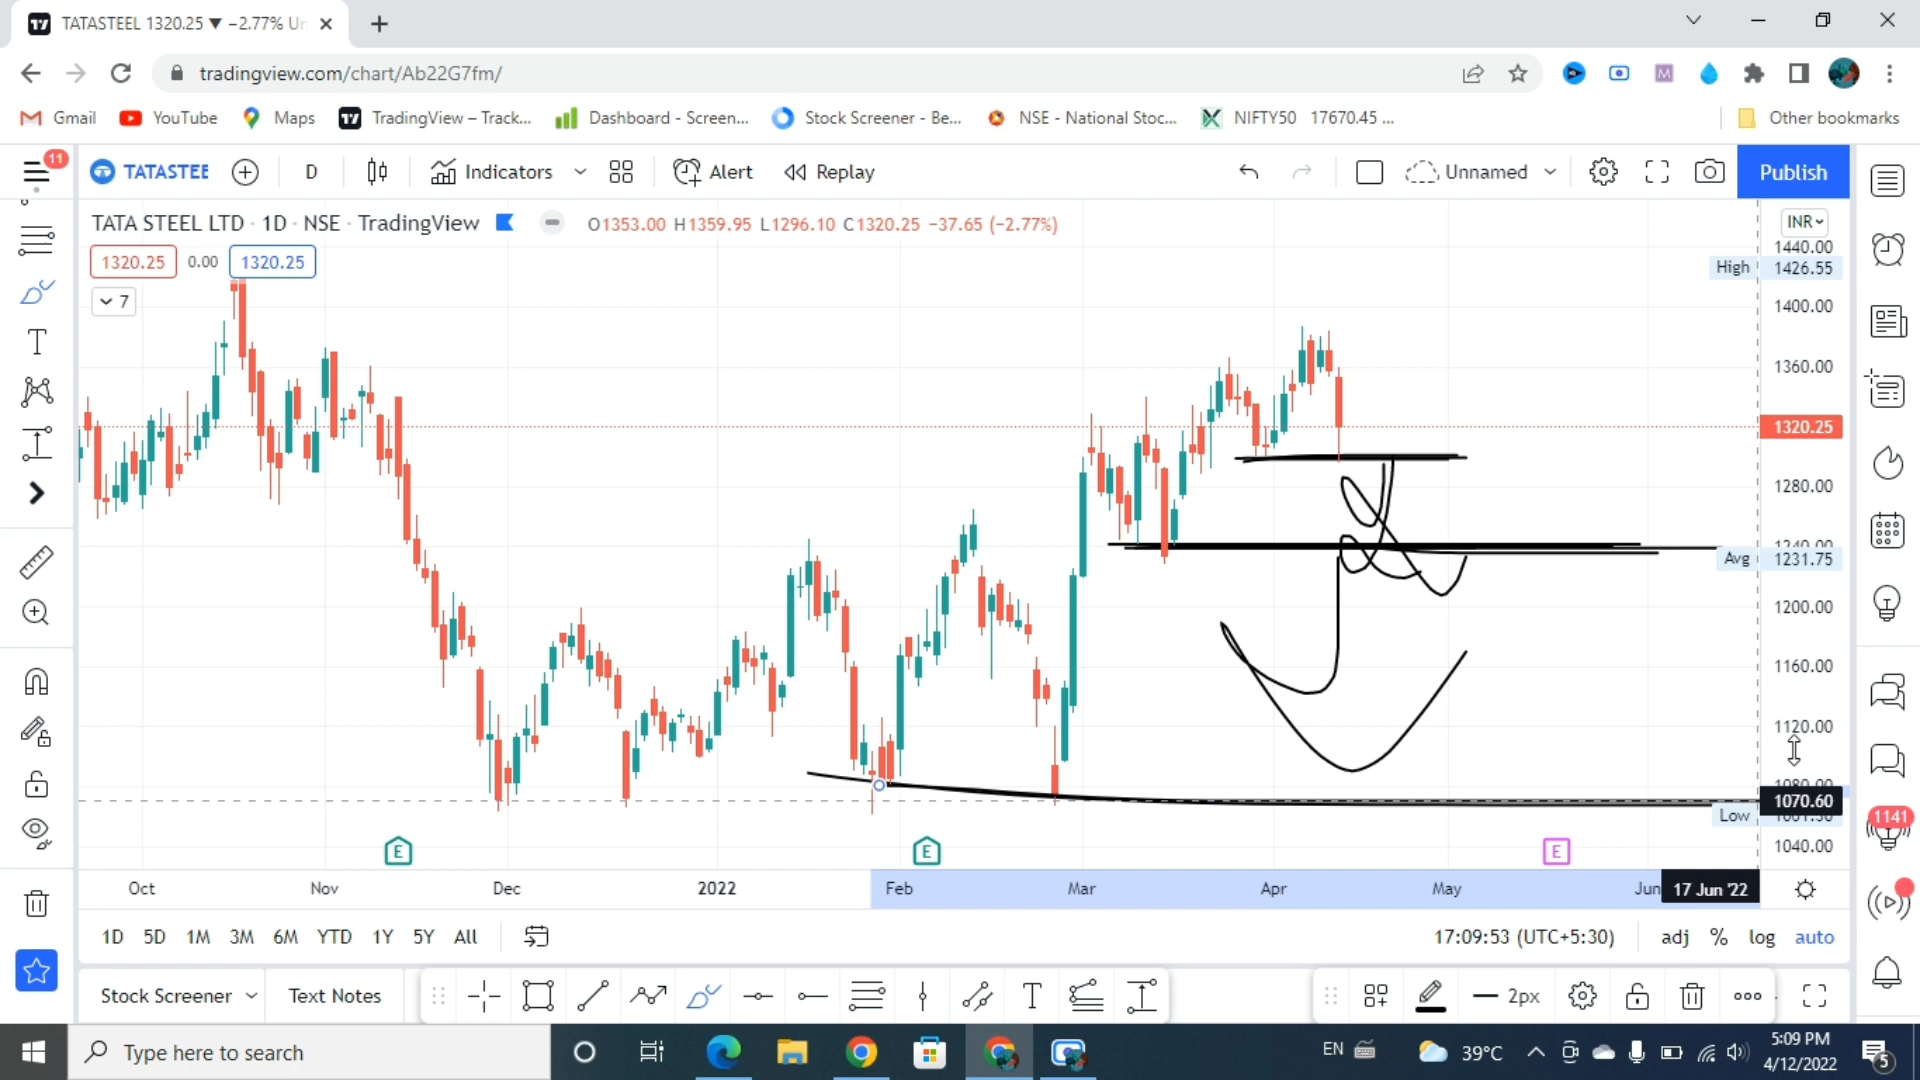 TATASTEEL 1320.25 ▼ −2.77% Un
tradingview.com/chart/Ab22G7fm/
Gmail YouTube Maps TradingView – Track... Dashboard - Screen... Stock Screener - Be... NSE - National Stoc... NIFTY50 17670.45 ... Other bookmarks
11 TATASTEE D Indicators Alert Replay Unnamed Publish
TATA STEEL LTD · 1D · NSE · TradingView O1353.00 H1359.95 L1296.10 C1320.25 −37.65 (−2.77%) INR
1320.25 0.00 1320.25
7
1440.00
High 1426.55
1400.00
1360.00
1320.25
1280.00
1240.00
Avg 1231.75
1200.00
1160.00
1120.00
1080.00
1070.60
Low
1040.00
E E E
Oct Nov Dec 2022 Feb Mar Apr May Jun 17 Jun '22
1141
1D 5D 1M 3M 6M YTD 1Y 5Y All 17:09:53 (UTC+5:30) adj % log auto
Stock Screener Text Notes T 2px
Type here to search EN 39°C 5:09 PM
4/12/2022 5